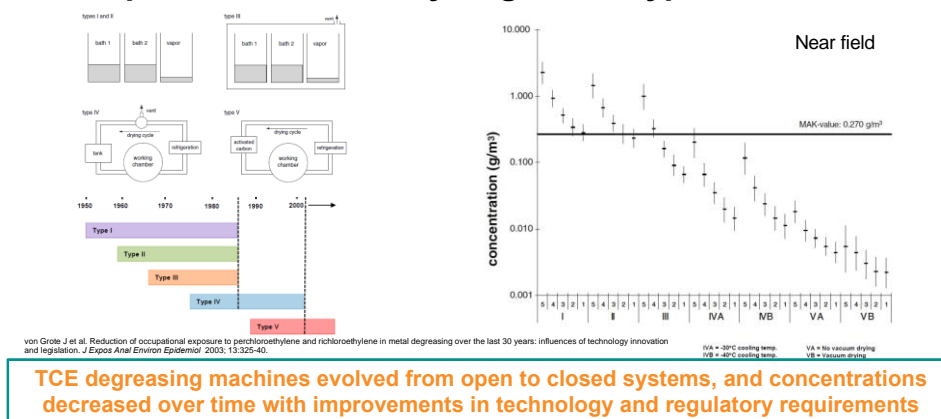 types I and II
bath 1
bath 2
vapor
type III
vent
bath 1
bath 2
vapor
type IV
vent
drying cycle
tank
working
chamber
refrigeration
type V
drying cycle
activated
carbon
working
chamber
refrigeration
1950
1960
1970
1980
1990
2000
Type I
Type II
Type III
Type IV
Type V
Near field
concentration (g/m³)
10.000
1.000
0.100
0.010
0.001
MAK-value: 0.270 g/m³
5 4 3 2 1 5 4 3 2 1 5 4 3 2 1 5 4 3 2 1 5 4 3 2 1 5 4 3 2 1 5 4 3 2 1
I II III IVA IVB VA VB
IVA = -30°C cooling temp. VA = No vacuum drying
IVB = -40°C cooling temp. VB = Vacuum drying
von Grote J et al. Reduction of occupational exposure to perchloroethylene and richloroethylene in metal degreasing over the last 30 years: influences of technology innovation
and legislation. J Expos Anal Environ Epidemiol 2003; 13:325-40.
TCE degreasing machines evolved from open to closed systems, and concentrations
decreased over time with improvements in technology and regulatory requirements